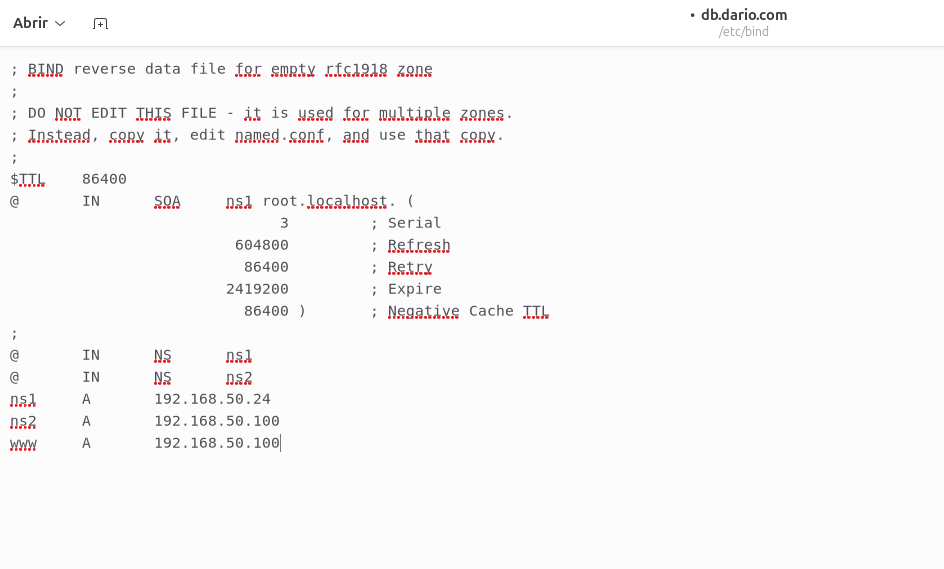 Abrir
• db.dario.com
/etc/bind
; BIND reverse data file for empty rfc1918 zone
;
; DO NOT EDIT THIS FILE - it is used for multiple zones.
; Instead, copy it, edit named.conf, and use that copy.
;
$TTL    86400
@       IN      SOA     ns1 root.localhost. (
                              3         ; Serial
                         604800         ; Refresh
                          86400         ; Retry
                        2419200         ; Expire
                          86400 )       ; Negative Cache TTL
;
@       IN      NS      ns1
@       IN      NS      ns2
ns1     A       192.168.50.24
ns2     A       192.168.50.100
www     A       192.168.50.100